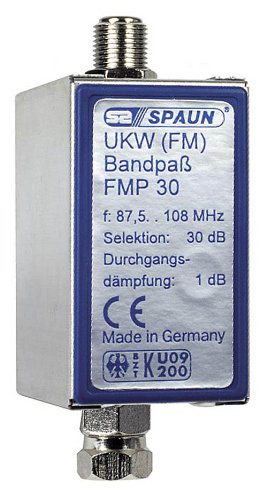 SPAUN
UKW (FM)
Bandpaß
FMP 30
f: 87,5. . 108 MHz
Selektion: 30 dB
Durchgangs-
dämpfung: 1 dB
CE
Made in Germany
BZT K U09
200